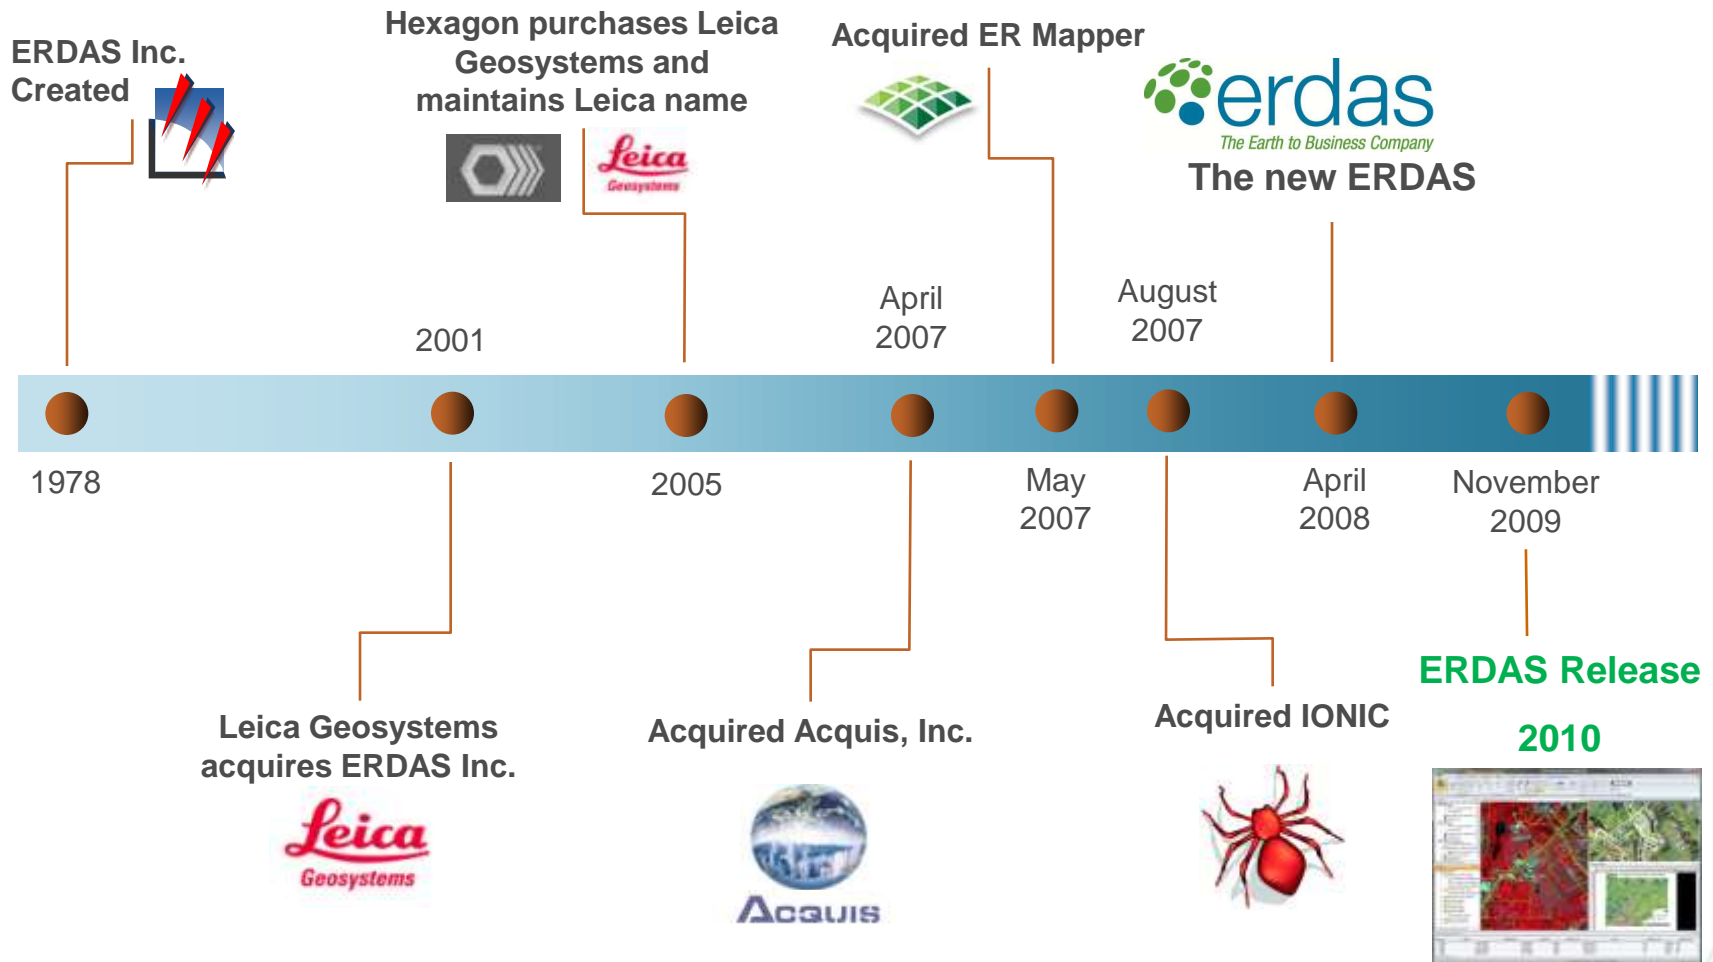 ERDAS Inc.
Created
Hexagon purchases Leica
Geosystems and
maintains Leica name
Leica
Geosystems
Acquired ER Mapper
erdas
The Earth to Business Company
The new ERDAS
2001
April
2007
August
2007
1978
2005
May
2007
April
2008
November
2009
Leica Geosystems
acquires ERDAS Inc.
Leica
Geosystems
Acquired Acquis, Inc.
ACQUIS
Acquired IONIC
ERDAS Release
2010